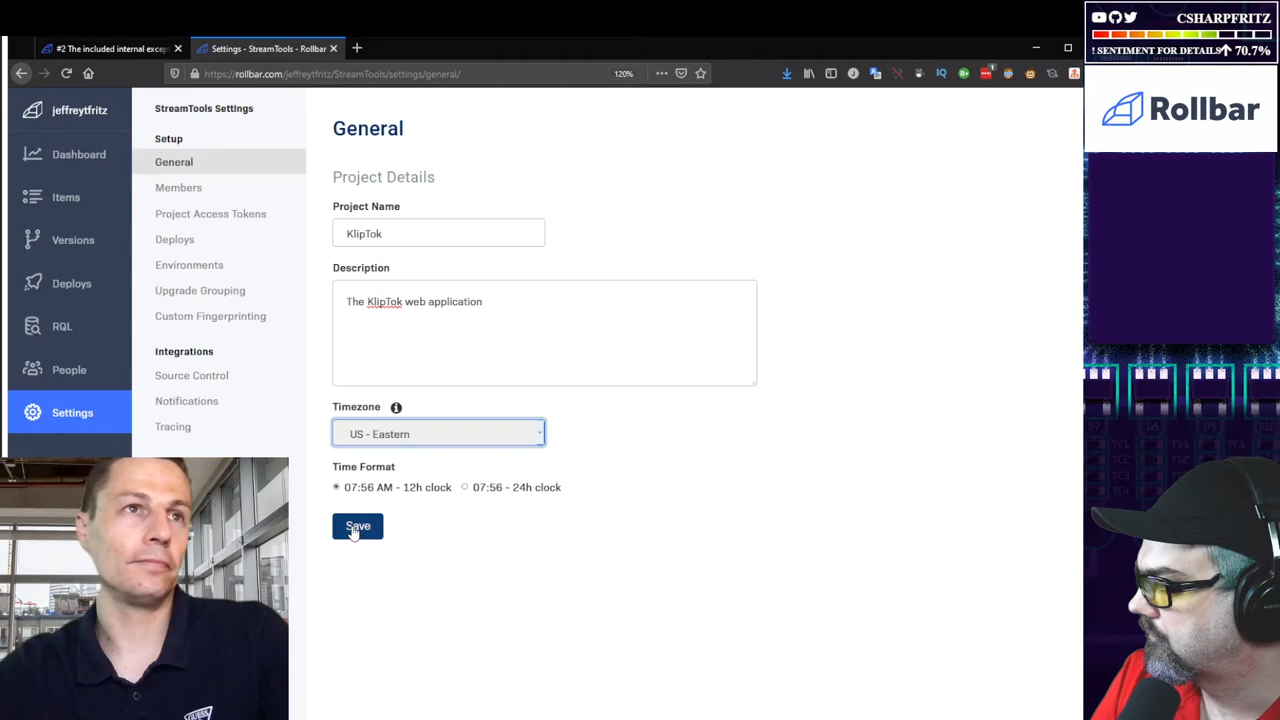 #2 The included internal excep
Settings - StreamTools - Rollbar
https://rollbar.com/jeffreytfritz/StreamTools/settings/general/
120%
IQ
1
CSHARPFRITZ
! SENTIMENT FOR DETAILS 70.7%
Rollbar
jeffreytfritz
Dashboard
Items
Versions
Deploys
RQL
People
Settings
StreamTools Settings
Setup
General
Members
Project Access Tokens
Deploys
Environments
Upgrade Grouping
Custom Fingerprinting
Integrations
Source Control
Notifications
Tracing
General
Project Details
Project Name
KlipTok
Description
The KlipTok web application
Timezone
US - Eastern
Time Format
07:56 AM - 12h clock 07:56 - 24h clock
Save
GUESS